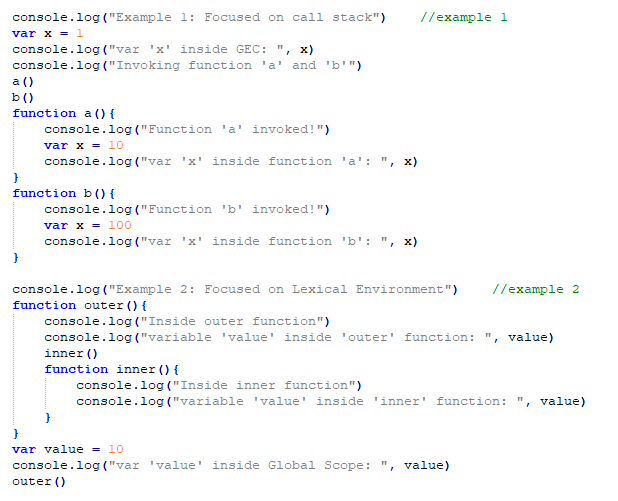 console.log("Example 1: Focused on call stack")    //example 1
var x = 1
console.log("var 'x' inside GEC: ", x)
console.log("Invoking function 'a' and 'b'")
a()
b()
function a(){
    console.log("Function 'a' invoked!")
    var x = 10
    console.log("var 'x' inside function 'a': ", x)
}
function b(){
    console.log("Function 'b' invoked!")
    var x = 100
    console.log("var 'x' inside function 'b': ", x)
}

console.log("Example 2: Focused on Lexical Environment")    //example 2
function outer(){
    console.log("Inside outer function")
    console.log("variable 'value' inside 'outer' function: ", value)
    inner()
    function inner(){
        console.log("Inside inner function")
        console.log("variable 'value' inside 'inner' function: ", value)
    }
}
var value = 10
console.log("var 'value' inside Global Scope: ", value)
outer()